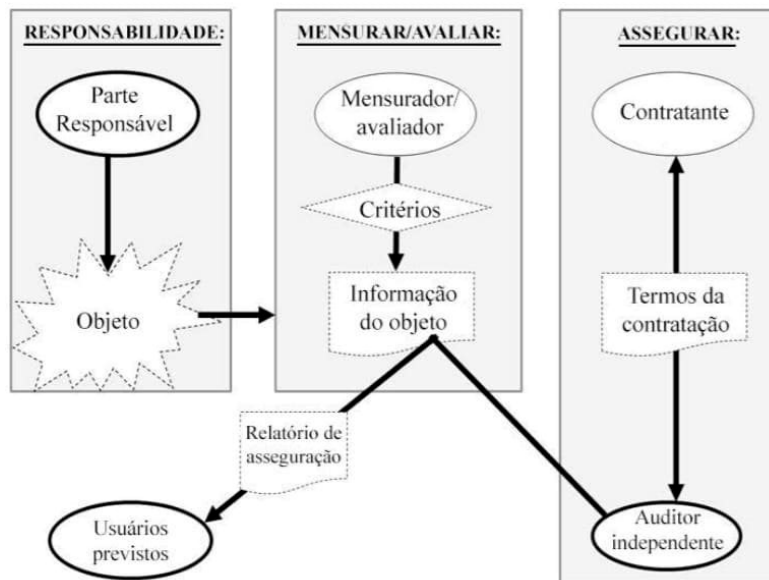 RESPONSABILIDADE:
Parte
Responsável
Objeto
MENSURAR/AVALIAR:
Mensurador/
avaliador
Critérios
Informação
do objeto
ASSEGURAR:
Contratante
Termos da
contratação
Relatório de
asseguração
Usuários
previstos
Auditor
independente